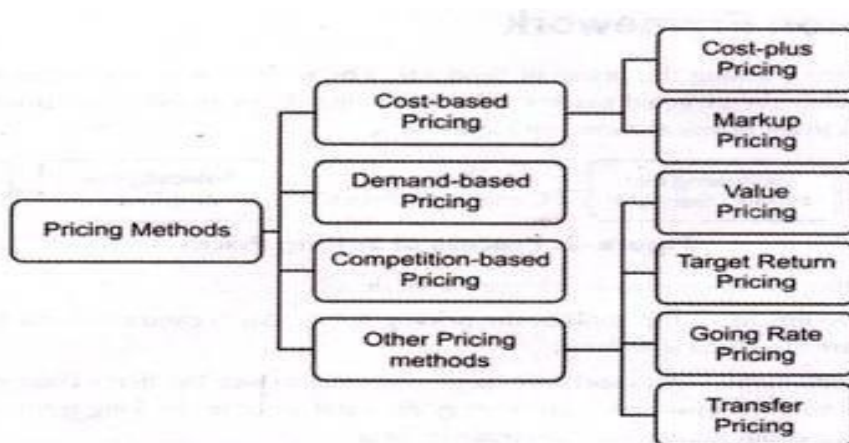 Pricing Methods
Cost-based
Pricing
Demand-based
Pricing
Competition-based
Pricing
Other Pricing
methods
Cost-plus
Pricing
Markup
Pricing
Value
Pricing
Target Return
Pricing
Going Rate
Pricing
Transfer
Pricing